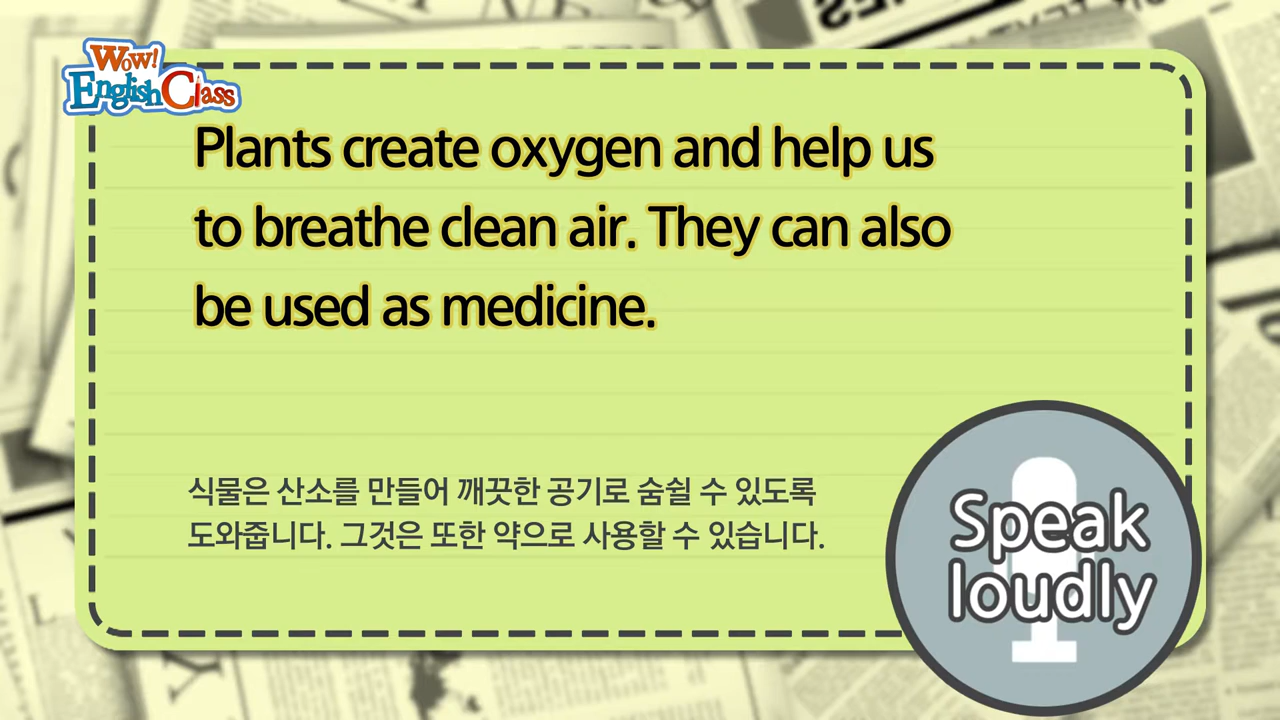 Wow!
English Class
Plants create oxygen and help us
to breathe clean air. They can also
be used as medicine.
식물은 산소를 만들어 깨끗한 공기로 숨쉴 수 있도록
도와줍니다. 그것은 또한 약으로 사용할 수 있습니다.
Speak
loudly